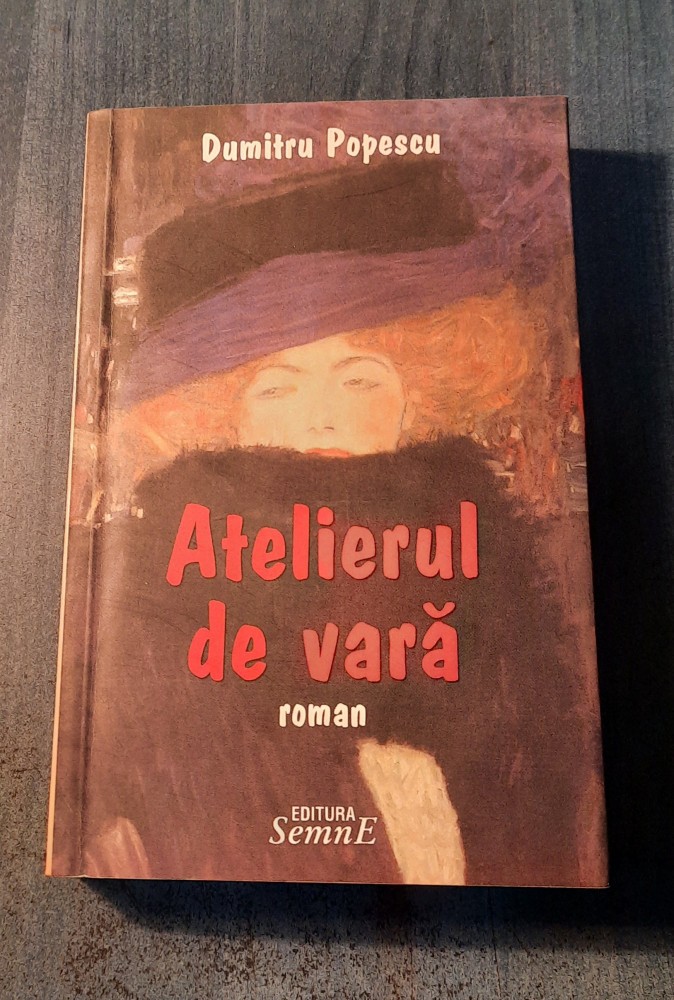 Dumitru Popescu
Atelierul
de vară
roman
EDITURA
SemnE